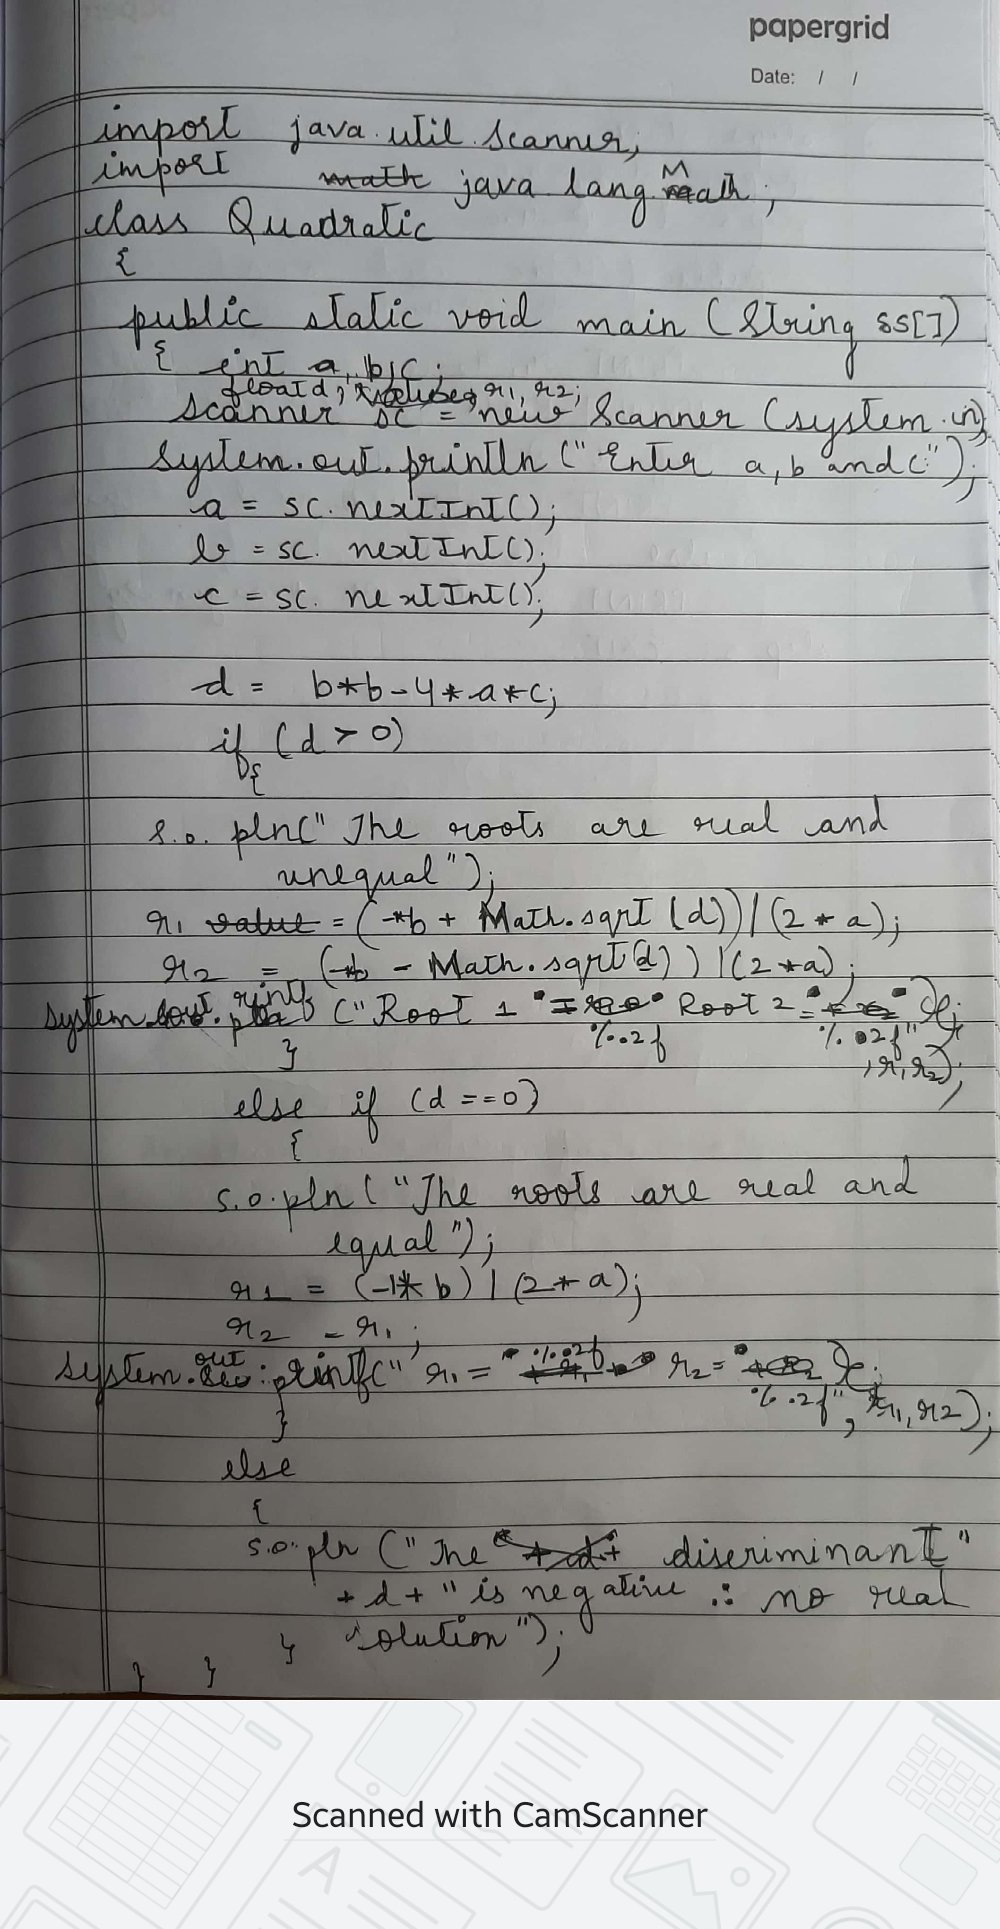 papergrid
Date: / /
import java.util.Scanner;
import java lang Math;
class Quadratic
{
public static void main (String ss[])
{ int a, b, c;
float d, r1, r2;
Scanner sc = new Scanner (System.in);
System.out.println ("Enter a, b and c:");
a = sc. nextInt();
b = sc. nextInt();
c = sc. nextInt();
d = b*b-4*a*c;
if (d > 0)
{
S.o. pln(" The roots are real and
unequal");
r1 = (-b + Math.sqrt (d))/(2 * a);
r2 = (-b - Math.sqrt(d))/(2*a);
System.out.printf ("Root 1 = %.2f Root 2 = %.02f"
,r1,r2);
}
else if (d ==0)
{
S.o.pln ("The roots are real and
equal");
r1 = (-1* b) / (2* a);
r2 = r1;
System.out.printf(" r1 = %.02f r2 =
%.2f", r1, r2);
}
else
{
S.o.pln ("The discriminant"
+ d + " is negative ∴ no real
} solution");
} }
Scanned with CamScanner